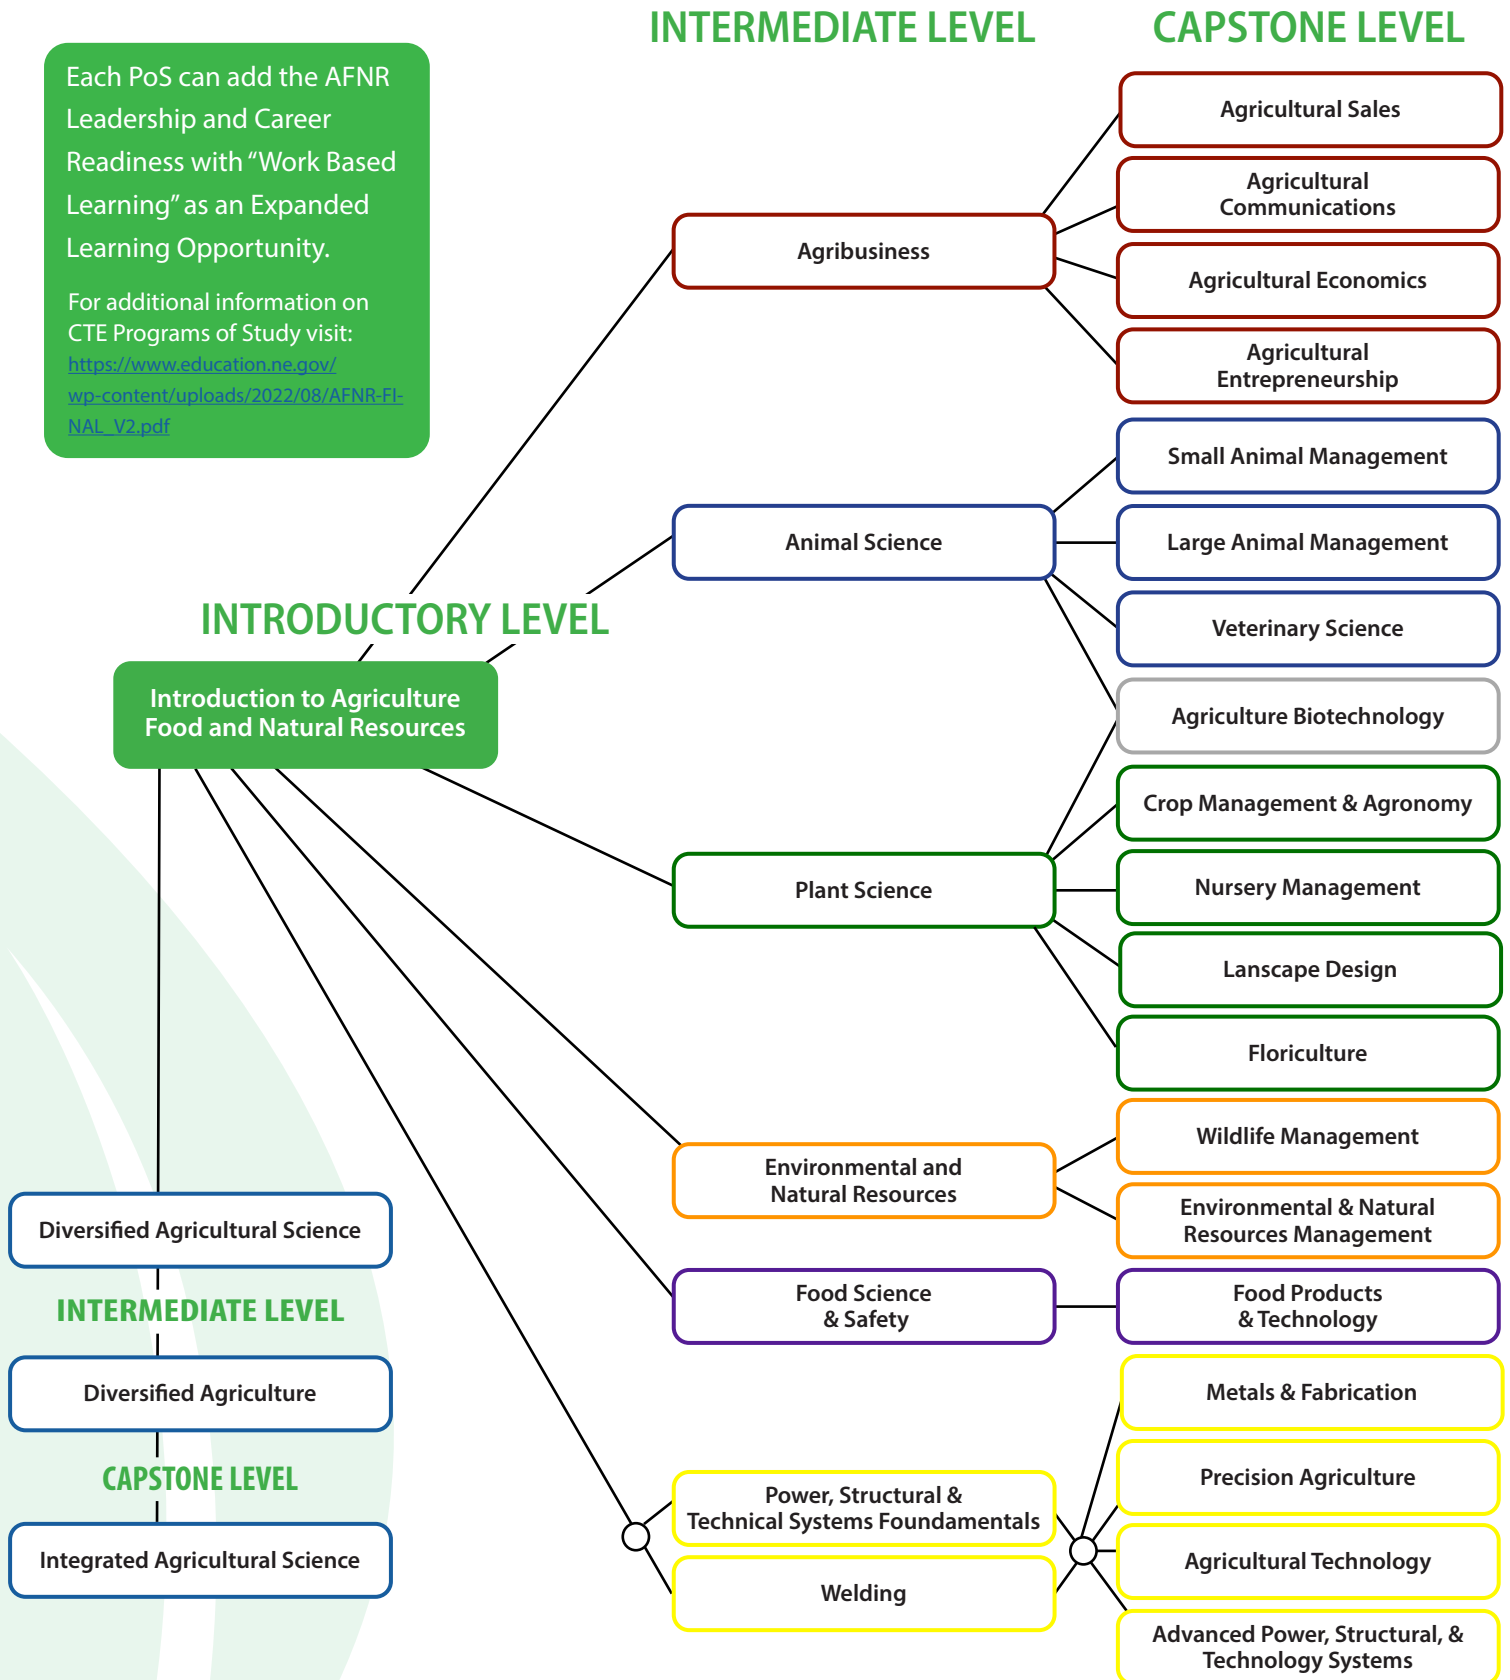 INTERMEDIATE LEVEL
CAPSTONE LEVEL
Each PoS can add the AFNR
Leadership and Career
Readiness with “Work Based
Learning” as an Expanded
Learning Opportunity.
For additional information on
CTE Programs of Study visit:
https://www.education.ne.gov/
wp-content/uploads/2022/08/AFNR-FI-
NAL_V2.pdf
Agribusiness
Agricultural Sales
Agricultural
Communications
Agricultural Economics
Agricultural
Entrepreneurship
Animal Science
Small Animal Management
Large Animal Management
Veterinary Science
Agriculture Biotechnology
INTRODUCTORY LEVEL
Introduction to Agriculture
Food and Natural Resources
Plant Science
Crop Management & Agronomy
Nursery Management
Lanscape Design
Floriculture
Environmental and
Natural Resources
Wildlife Management
Environmental & Natural
Resources Management
Food Science
& Safety
Food Products
& Technology
Power, Structural &
Technical Systems Foundamentals
Welding
Metals & Fabrication
Precision Agriculture
Agricultural Technology
Advanced Power, Structural, &
Technology Systems
Diversified Agricultural Science
INTERMEDIATE LEVEL
Diversified Agriculture
CAPSTONE LEVEL
Integrated Agricultural Science